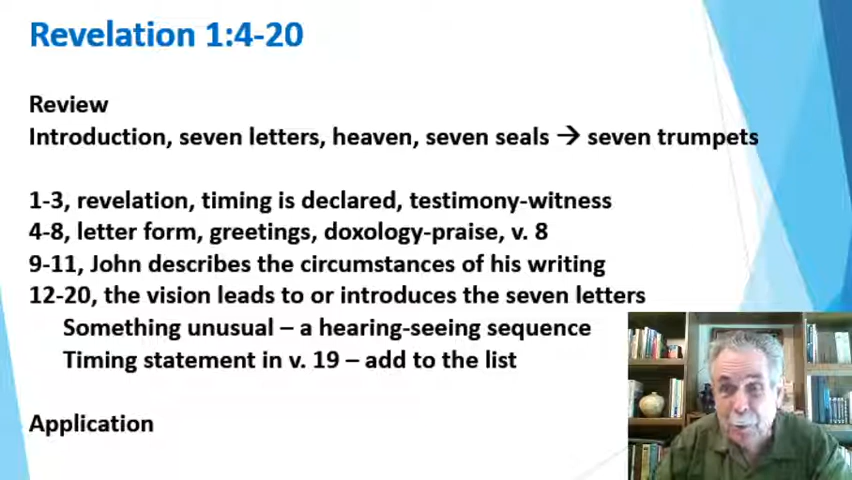 Revelation 1:4-20
Review
Introduction, seven letters, heaven, seven seals → seven trumpets
1-3, revelation, timing is declared, testimony-witness
4-8, letter form, greetings, doxology-praise, v. 8
9-11, John describes the circumstances of his writing
12-20, the vision leads to or introduces the seven letters
Something unusual – a hearing-seeing sequence
Timing statement in v. 19 – add to the list
Application